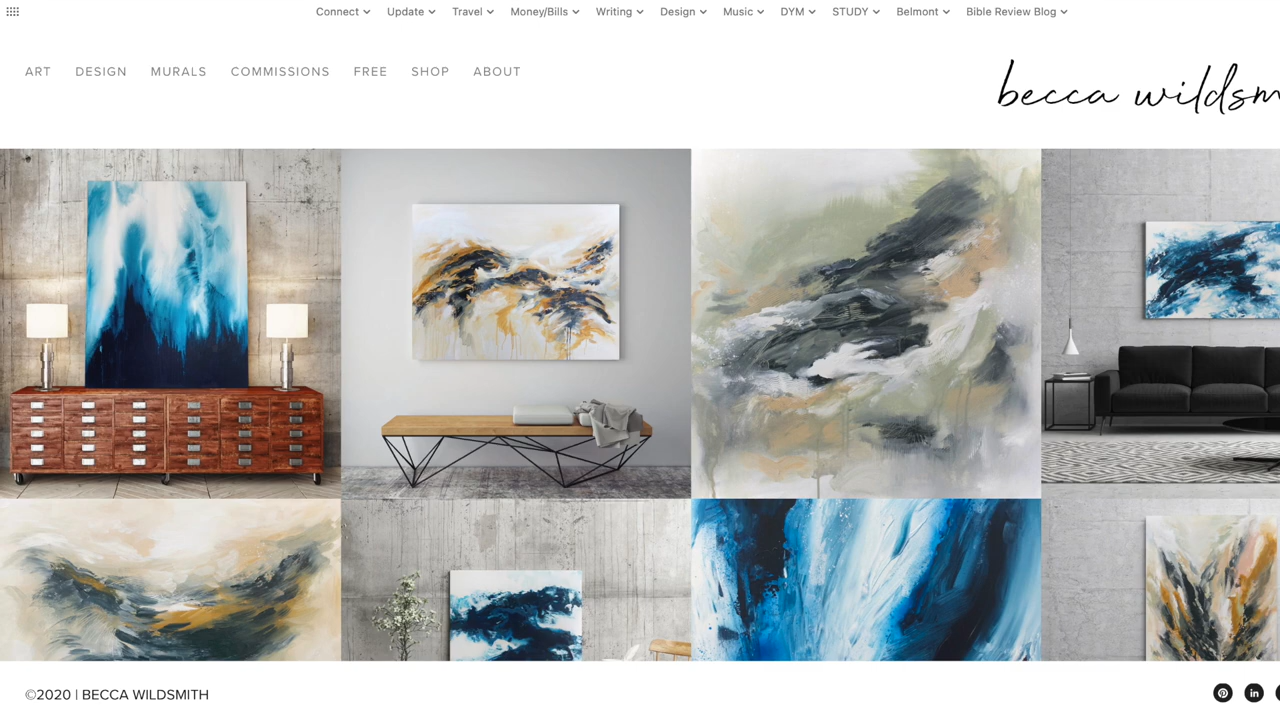 Connect Update Travel Money/Bills Writing Design Music DYM STUDY Belmont Bible Review Blog
ART DESIGN MURALS COMMISSIONS FREE SHOP ABOUT
becca wildsm
©2020 | BECCA WILDSMITH
in